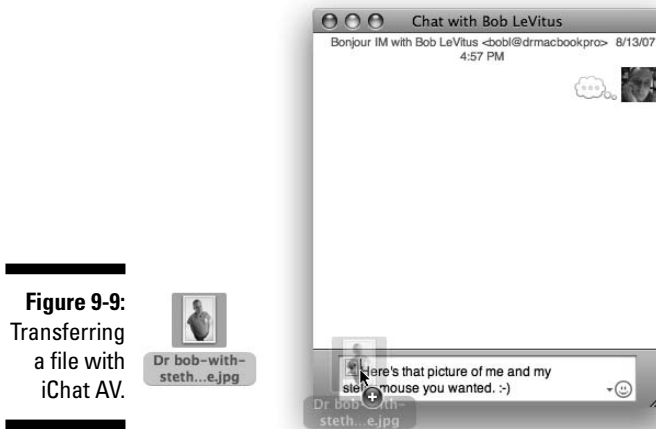 Chat with Bob LeVitus
Bonjour IM with Bob LeVitus <bobl@drmacbookpro> 8/13/07
4:57 PM
Figure 9-9:
Transferring
a file with
iChat AV.
Dr bob-with-
steth...e.jpg
Here's that picture of me and my
mouse you wanted. :-)
Dr bob-with-
steth...e.jpg